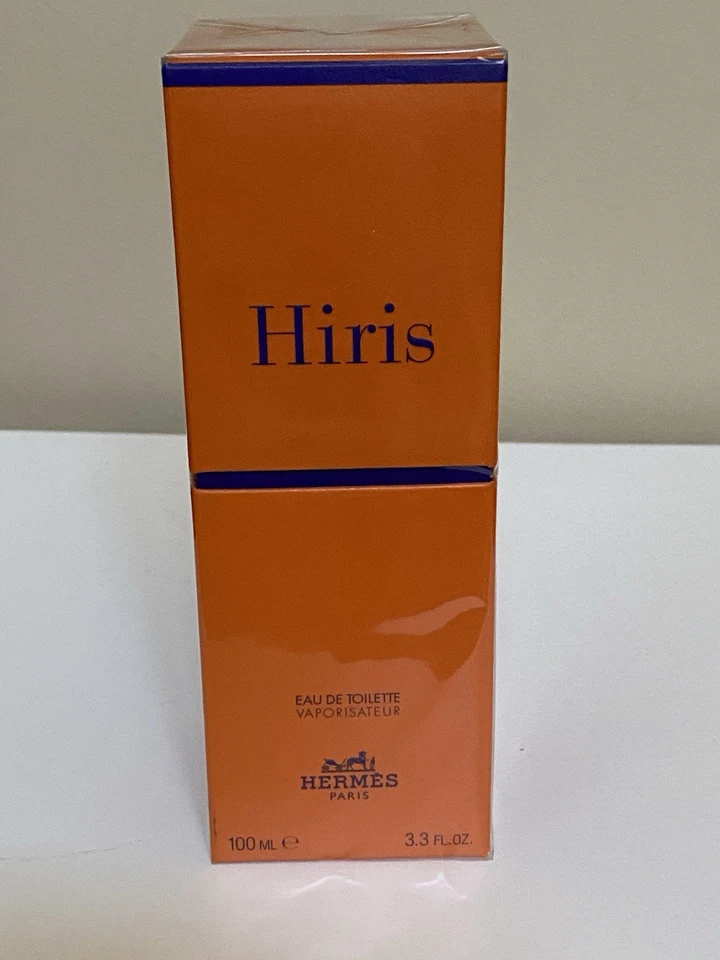 Hiris
EAU DE TOILETTE
VAPORISATEUR
HERMÈS
PARIS
100 ML ℮ 3.3 FL.OZ.